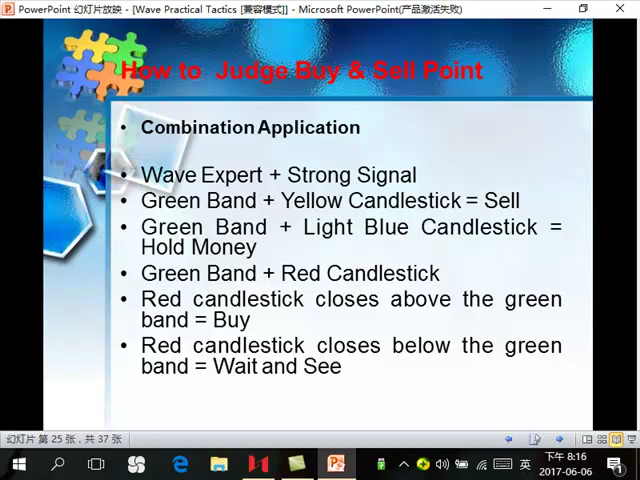 PowerPoint 幻灯片放映 - [Wave Practical Tactics [兼容模式]] - Microsoft PowerPoint(产品激活失败)
How to Judge Buy & Sell Point
• Combination Application
• Wave Expert + Strong Signal
• Green Band + Yellow Candlestick = Sell
• Green Band + Light Blue Candlestick =
Hold Money
• Green Band + Red Candlestick
• Red candlestick closes above the green
band = Buy
• Red candlestick closes below the green
band = Wait and See
幻灯片 第 25 张，共 37 张
英
下午 8:16
2017-06-06
1